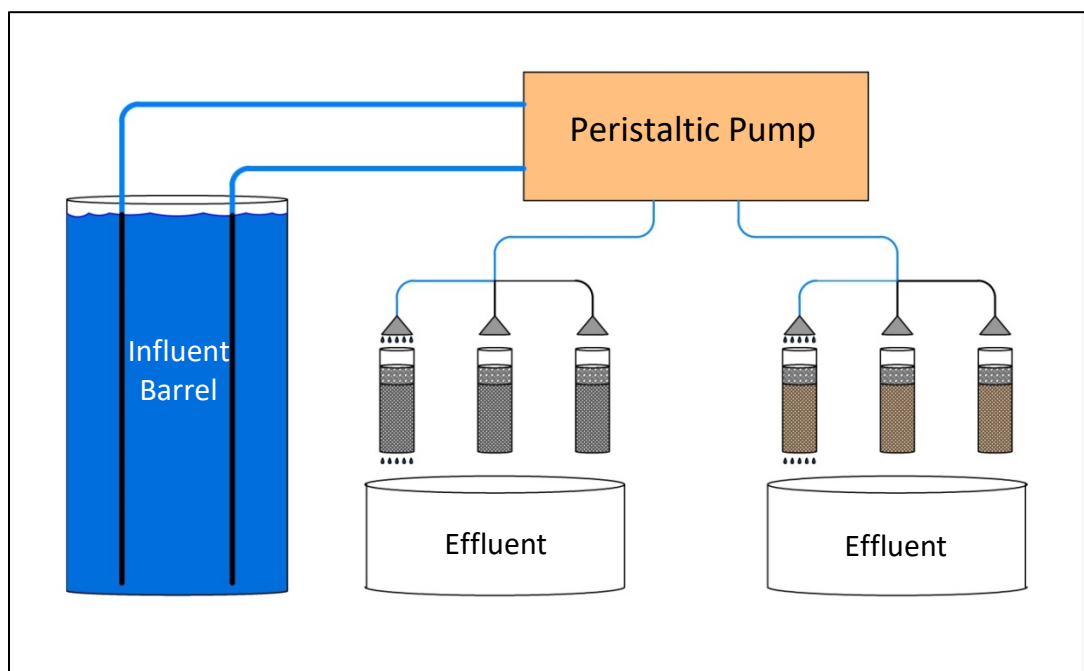 Peristaltic Pump
Influent
Barrel
Effluent
Effluent